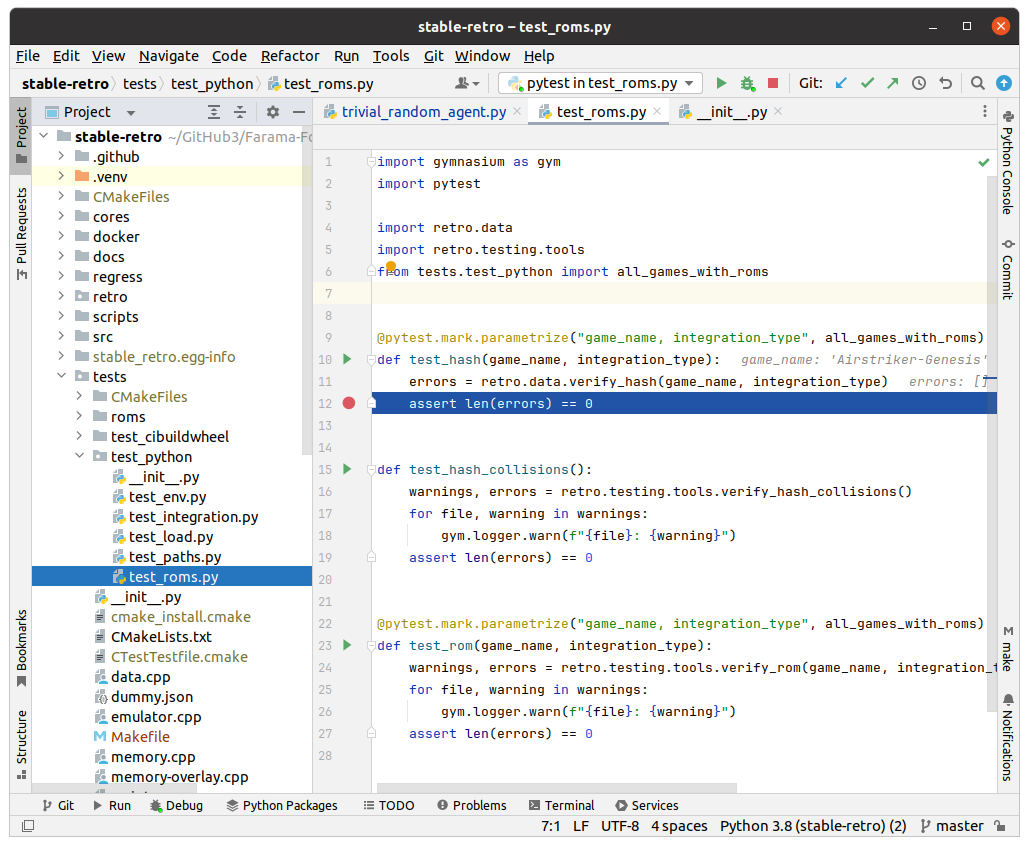 stable-retro – test_roms.py
File Edit View Navigate Code Refactor Run Tools Git Window Help
stable-retro tests test_python test_roms.py pytest in test_roms.py Git:
Project
trivial_random_agent.py test_roms.py __init__.py
Project
Pull Requests
Bookmarks
Structure
stable-retro ~/GitHub3/Farama-Fo
.github
.venv
CMakeFiles
cores
docker
docs
regress
retro
scripts
src
stable_retro.egg-info
tests
CMakeFiles
roms
test_cibuildwheel
test_python
__init__.py
test_env.py
test_integration.py
test_load.py
test_paths.py
test_roms.py
__init__.py
cmake_install.cmake
CMakeLists.txt
CTestTestfile.cmake
data.cpp
dummy.json
emulator.cpp
Makefile
memory.cpp
memory-overlay.cpp
1 import gymnasium as gym
2 import pytest
3
4 import retro.data
5 import retro.testing.tools
6 from tests.test_python import all_games_with_roms
7
8
9 @pytest.mark.parametrize("game_name, integration_type", all_games_with_roms)
10 def test_hash(game_name, integration_type): game_name: 'Airstriker-Genesis'
11 errors = retro.data.verify_hash(game_name, integration_type) errors: []
12 assert len(errors) == 0
13
14
15 def test_hash_collisions():
16 warnings, errors = retro.testing.tools.verify_hash_collisions()
17 for file, warning in warnings:
18 gym.logger.warn(f"{file}: {warning}")
19 assert len(errors) == 0
20
21
22 @pytest.mark.parametrize("game_name, integration_type", all_games_with_roms)
23 def test_rom(game_name, integration_type):
24 warnings, errors = retro.testing.tools.verify_rom(game_name, integration_t
25 for file, warning in warnings:
26 gym.logger.warn(f"{file}: {warning}")
27 assert len(errors) == 0
28
Python Console
Commit
make
Notifications
Git Run Debug Python Packages TODO Problems Terminal Services
7:1 LF UTF-8 4 spaces Python 3.8 (stable-retro) (2) master